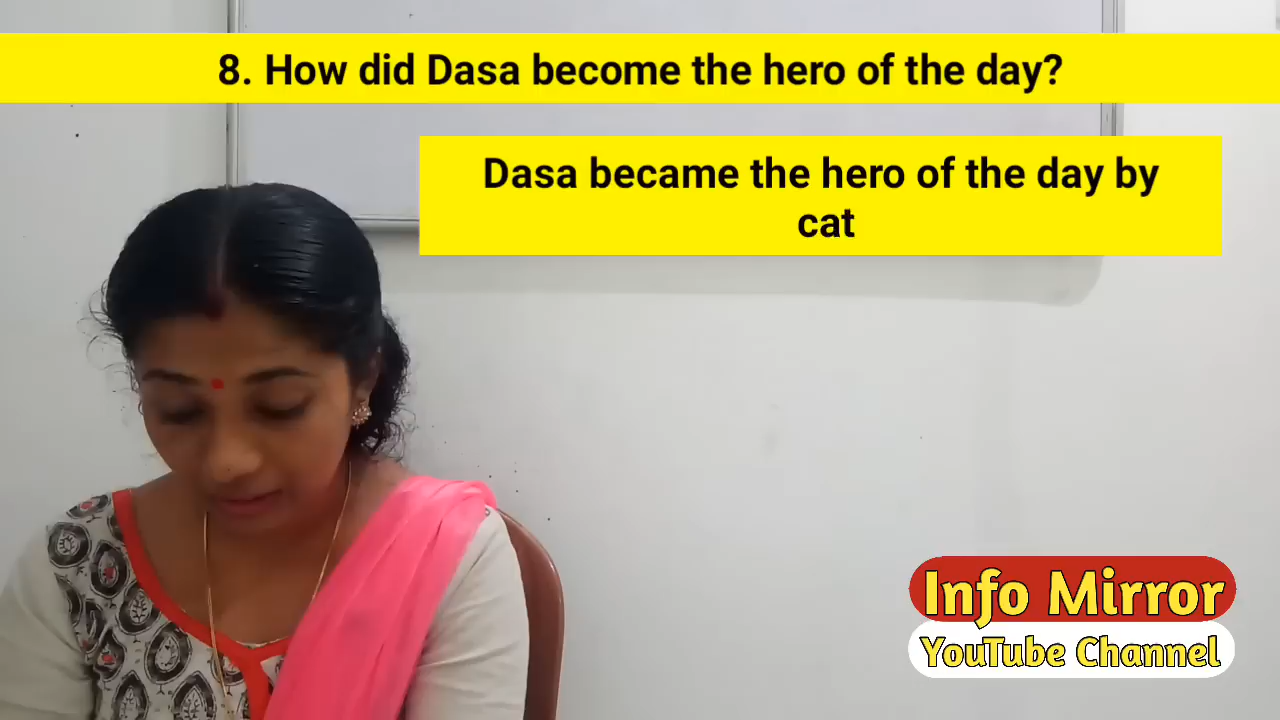 8. How did Dasa become the hero of the day?
Dasa became the hero of the day by
cat
Info Mirror
YouTube Channel